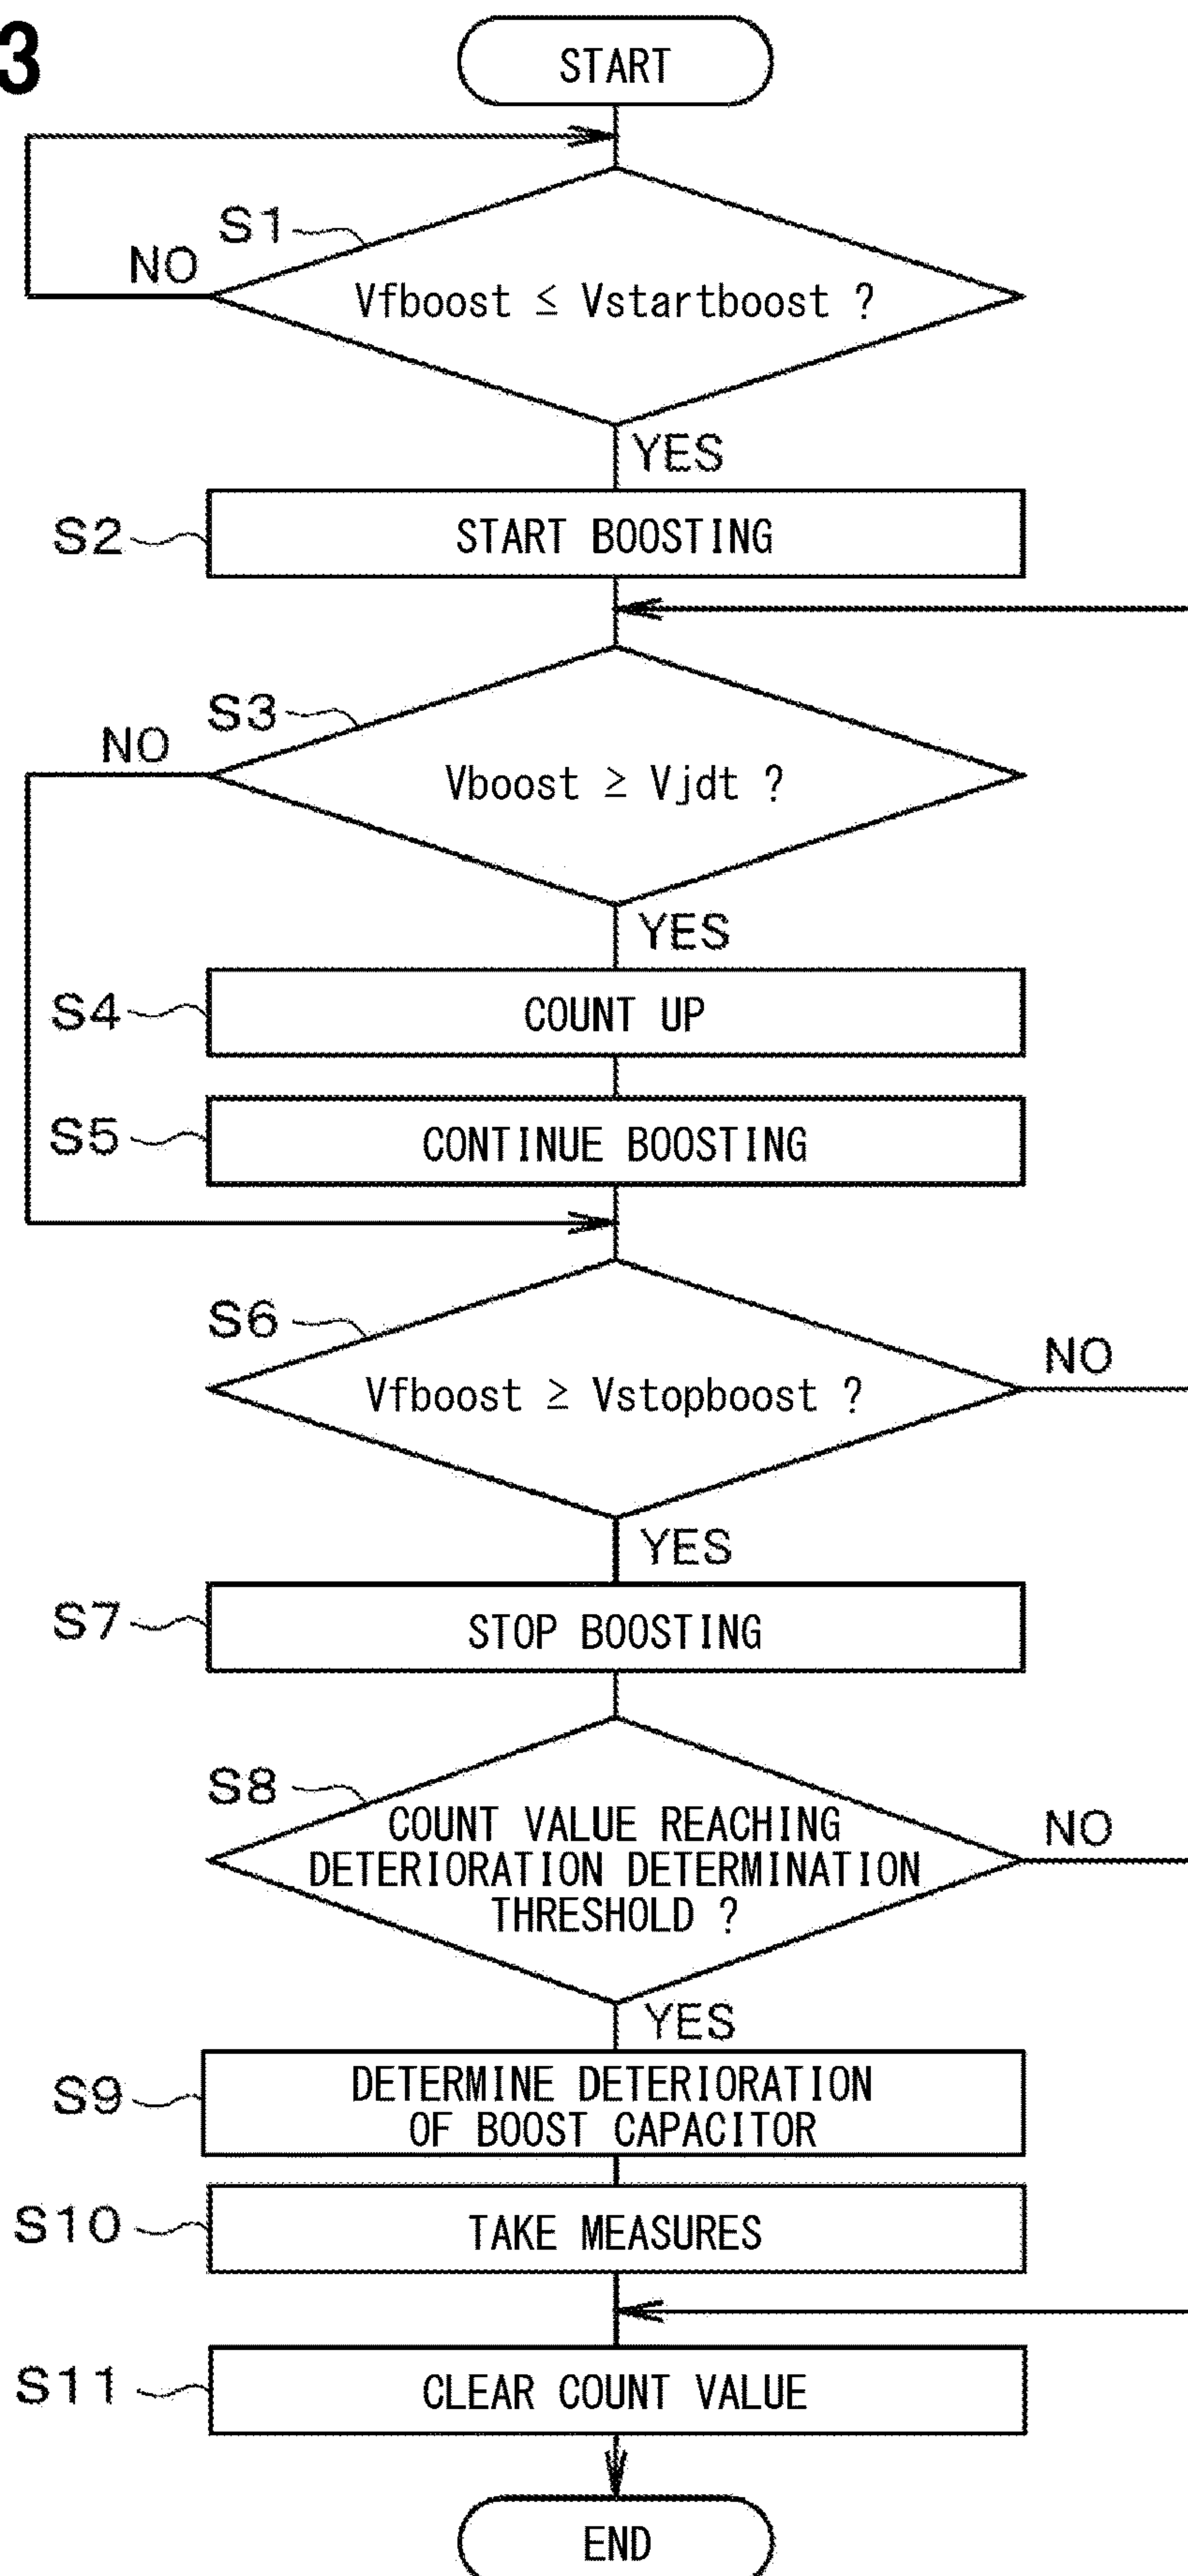 3
START
S1
NO
Vfboost ≤ Vstartboost ?
YES
S2
START BOOSTING
S3
NO
Vboost ≥ Vjdt ?
YES
S4
COUNT UP
S5
CONTINUE BOOSTING
S6
NO
Vfboost ≥ Vstopboost ?
YES
S7
STOP BOOSTING
S8
COUNT VALUE REACHING
NO
DETERIORATION DETERMINATION
THRESHOLD ?
YES
S9
DETERMINE DETERIORATION
OF BOOST CAPACITOR
S10
TAKE MEASURES
S11
CLEAR COUNT VALUE
END